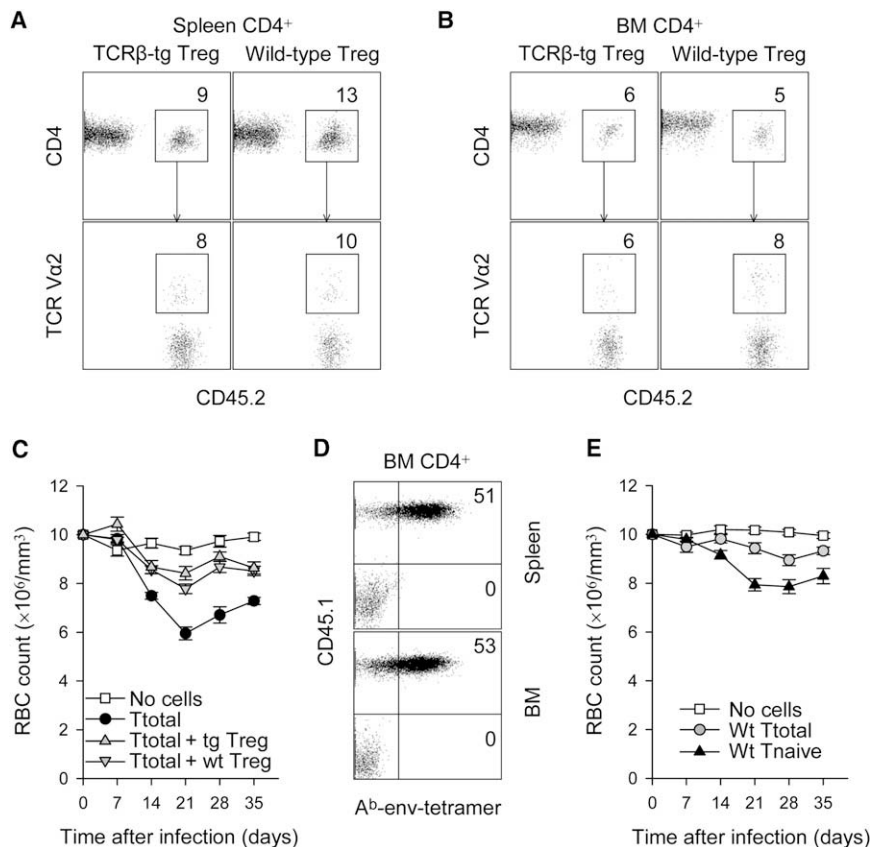 A
Spleen CD4⁺
TCRβ-tg Treg
Wild-type Treg
9
13
CD4
8
10
TCR Vα2
CD45.2
B
BM CD4⁺
TCRβ-tg Treg
Wild-type Treg
6
5
CD4
6
8
TCR Vα2
CD45.2
C
RBC count (×10⁶/mm³)
12
10
8
6
4
2
0
No cells
Ttotal
Ttotal + tg Treg
Ttotal + wt Treg
0 7 14 21 28 35
Time after infection (days)
D
BM CD4⁺
51
0
Spleen
53
0
BM
CD45.1
Aᵇ-env-tetramer
E
RBC count (×10⁶/mm³)
12
10
8
6
4
2
0
No cells
Wt Ttotal
Wt Tnaive
0 7 14 21 28 35
Time after infection (days)